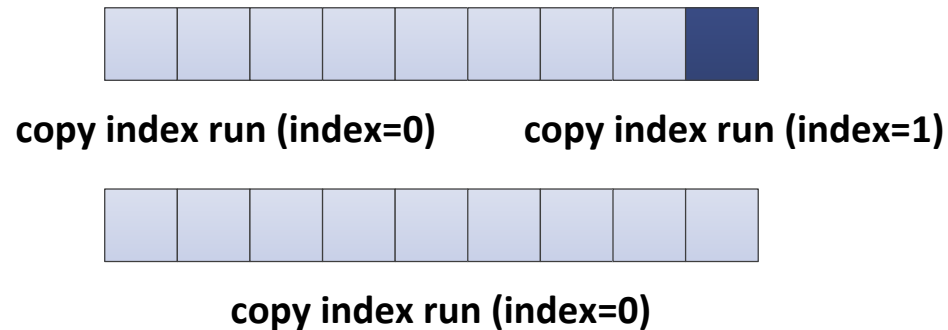 copy index run (index=0) copy index run (index=1)
copy index run (index=0)